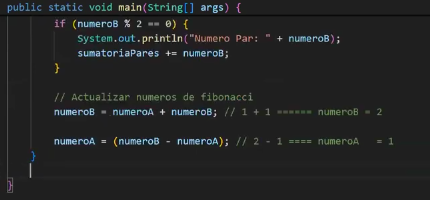 public static void main(String[] args) {
if (numeroB % 2 == 0) {
System.out.println("Numero Par: " + numeroB);
sumatoriaPares += numeroB;
}
// Actualizar numeros de fibonacci
numeroB = numeroA + numeroB; // 1 + 1 ====== numeroB = 2
numeroA = (numeroB - numeroA); // 2 - 1 ==== numeroA = 1
}
}